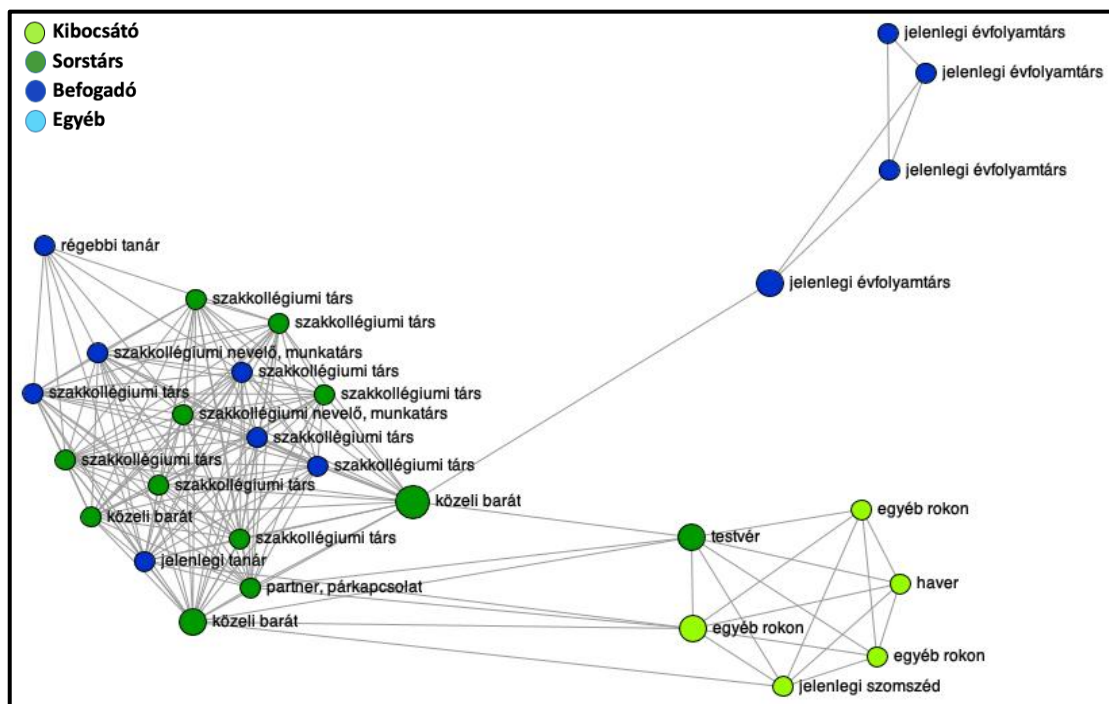 Kibocsátó
Sorstárs
Befogadó
Egyéb
jelenlegi évfolyamtárs
jelenlegi évfolyamtárs
jelenlegi évfolyamtárs
régebbi tanár
jelenlegi évfolyamtárs
szakkollégiumi társ
szakkollégiumi társ
szakkollégiumi nevelő, munkatárs
szakkollégiumi társ
szakkollégiumi társ
szakkollégiumi társ
szakkollégiumi nevelő, munkatárs
szakkollégiumi társ
szakkollégiumi társ
szakkollégiumi társ
szakkollégiumi társ
közeli barát
egyéb rokon
közeli barát
szakkollégiumi társ
testvér
jelenlegi tanár
haver
partner, párkapcsolat
közeli barát
egyéb rokon
egyéb rokon
jelenlegi szomszéd